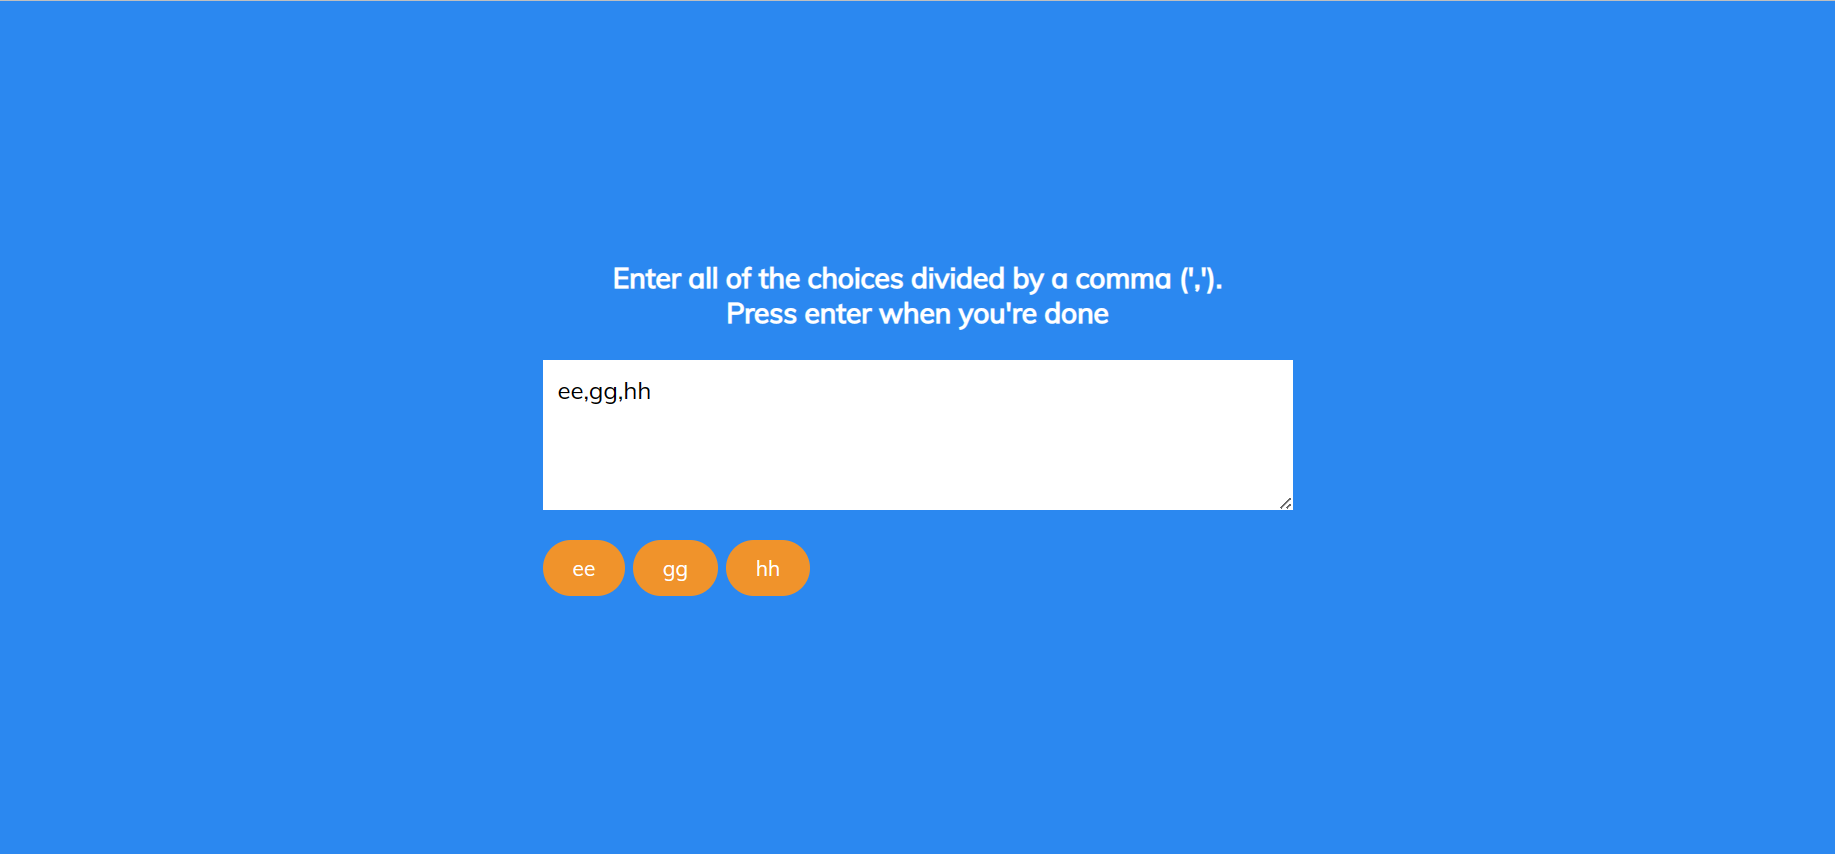 Enter all of the choices divided by a comma (',').
Press enter when you're done
ee,gg,hh
ee gg hh